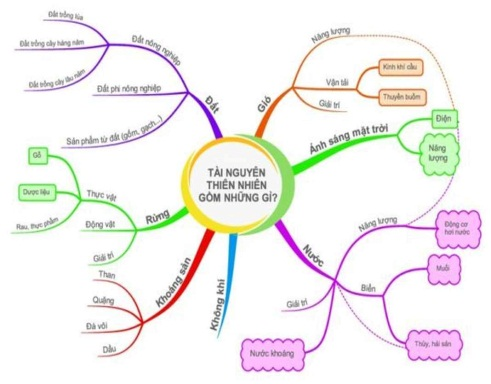 TÀI NGUYÊN
THIÊN NHIÊN
GỒM NHỮNG GÌ?
Đất
Đất nông nghiệp
Đất trồng lúa
Đất trồng cây hàng năm
Đất trồng cây lâu năm
Đất phi nông nghiệp
Sản phẩm từ đất (gốm, gạch...)
Gió
Năng lượng
Vận tải
Kinh khí cầu
Thuyền buồm
Giải trí
Ánh sáng mặt trời
Điện
Năng
lượng
Nước
Năng lượng
Động cơ
hơi nước
Biển
Muối
Thủy, hải sản
Giải trí
Nước khoáng
Không khí
Khoáng sản
Than
Quặng
Đá vôi
Dầu
Rừng
Thực vật
Gỗ
Dược liệu
Rau, thực phẩm
Động vật
Giải trí